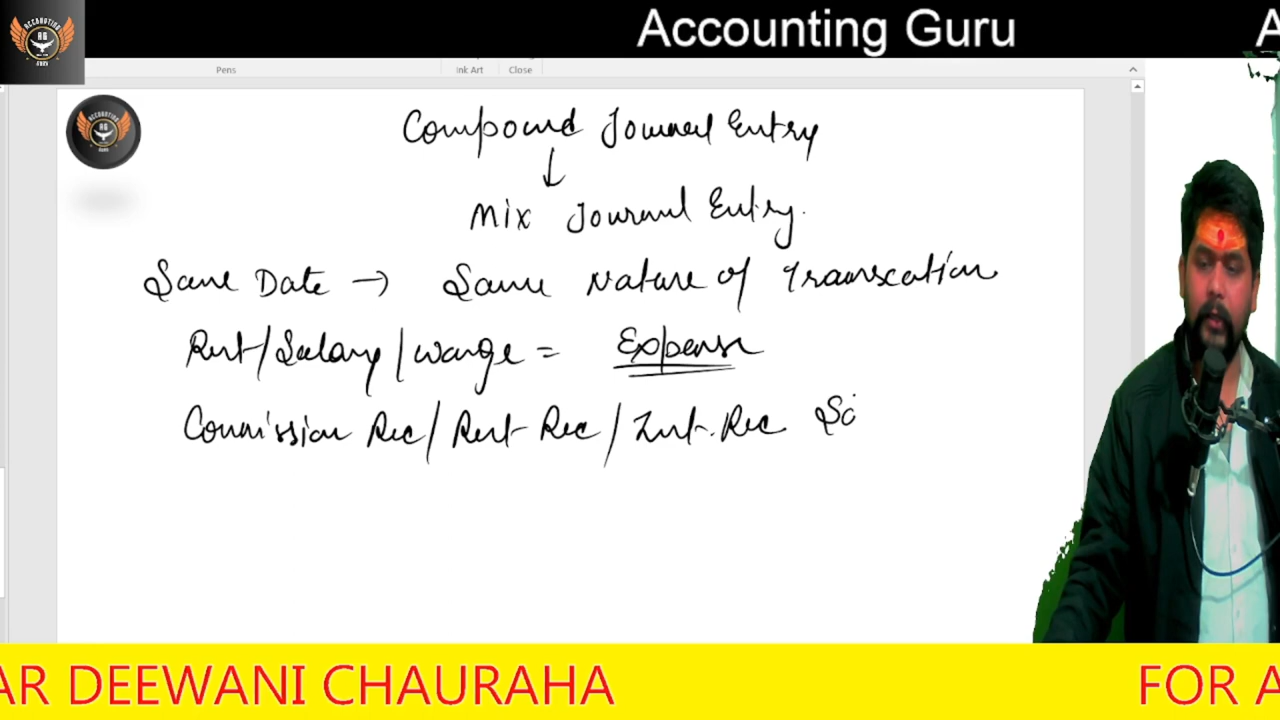 Accounting Guru
A
Pens
Ink Art
Close
Compound Journal Entry
↓
Mix Journal Entry.
Same Date → Same Nature of Transcation
Rent/Salary/Wage = Expense
Commission Rec/Rent Rec/Int. Rec
AR DEEWANI CHAURAHA
FOR A